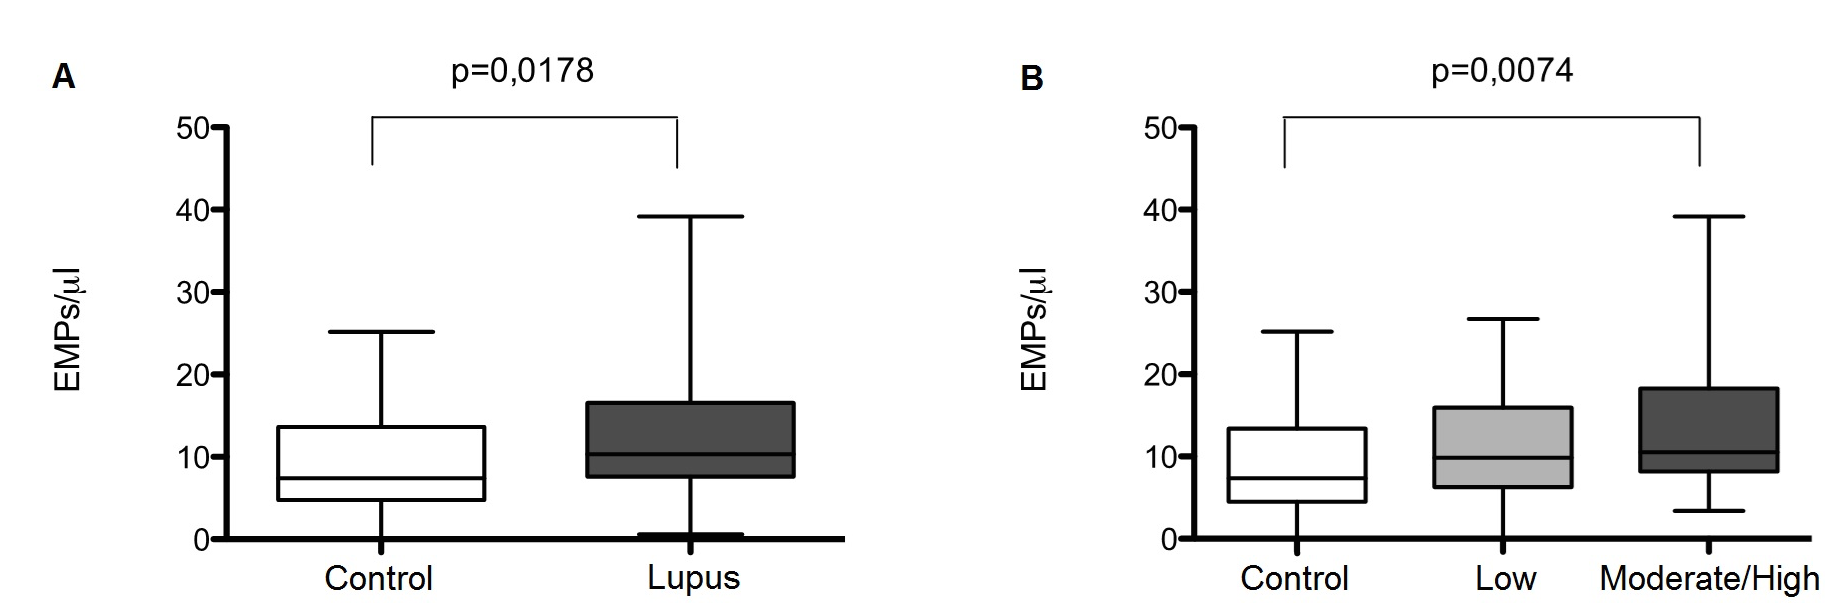 A
p=0,0178
50
40
30
20
10
0
EMPs/μl
Control
Lupus
B
p=0,0074
50
40
30
20
10
0
EMPs/μl
Control
Low
Moderate/High